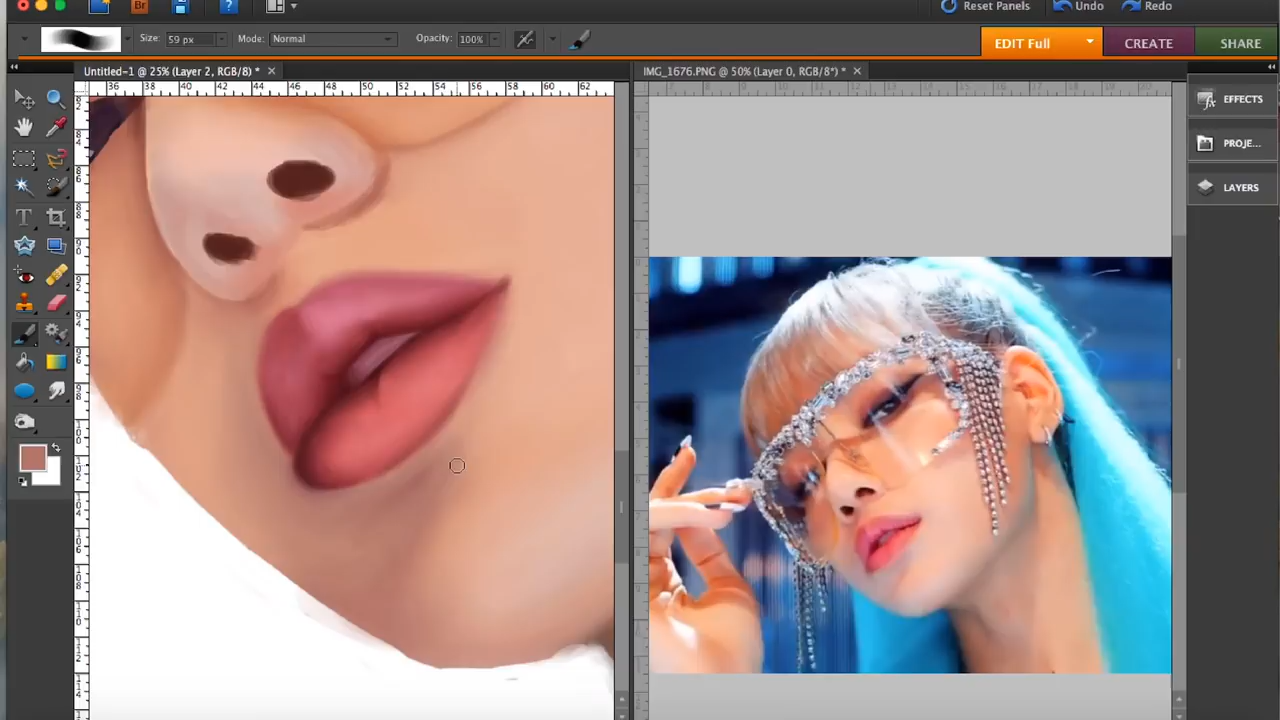 Br
?
Reset Panels
Undo
Redo
Size: 59 px
Mode: Normal
Opacity: 100%
EDIT Full
CREATE
SHARE
Untitled-1 @ 25% (Layer 2, RGB/8) *
IMG_1676.PNG @ 50% (Layer 0, RGB/8*) *
36 38 40 42 44 46 48 50 52 54 56 58 60 62
EFFECTS
PROJE...
LAYERS
T